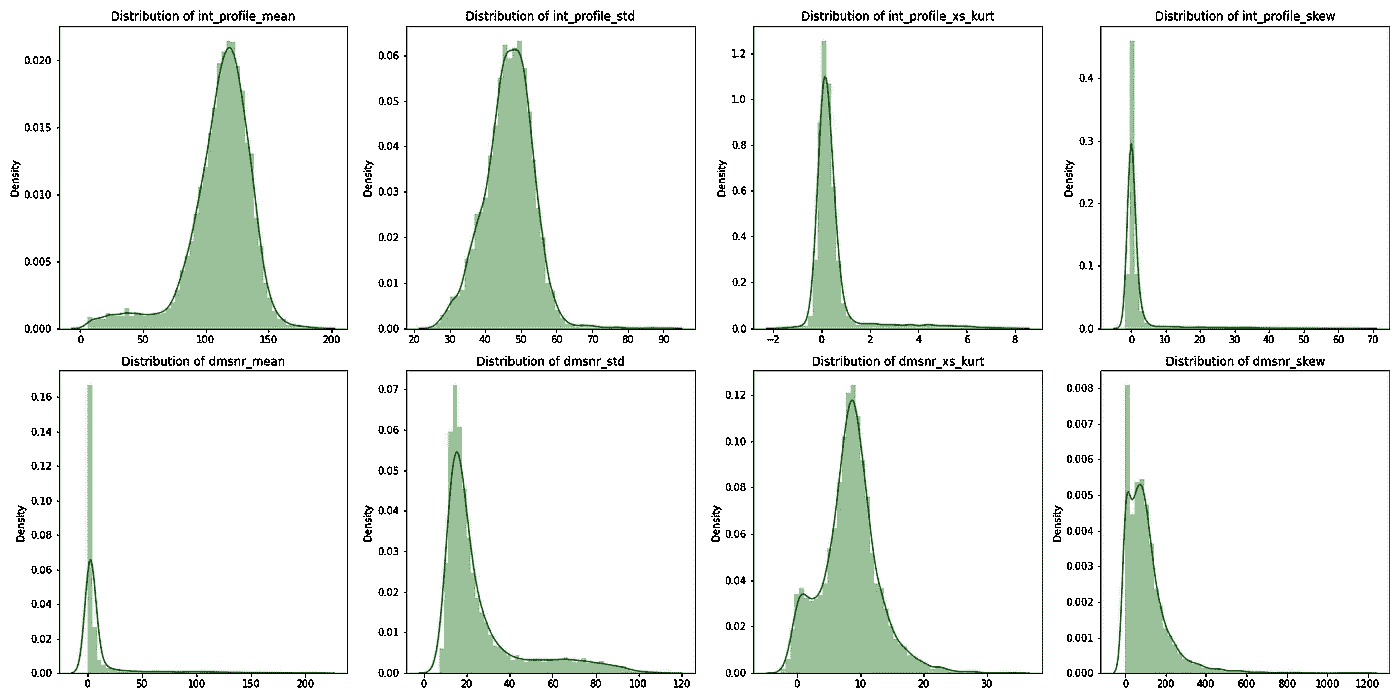 Distribution of int_profile_mean
Density
0.020
0.015
0.010
0.005
0.000
0 50 100 150 200
Distribution of int_profile_std
Density
0.06
0.05
0.04
0.03
0.02
0.01
0.00
20 30 40 50 60 70 80 90
Distribution of int_profile_xs_kurt
Density
1.2
1.0
0.8
0.6
0.4
0.2
0.0
−2 0 2 4 6 8
Distribution of int_profile_skew
Density
0.4
0.3
0.2
0.1
0.0
0 10 20 30 40 50 60 70
Distribution of dmsnr_mean
Density
0.16
0.14
0.12
0.10
0.08
0.06
0.04
0.02
0.00
0 50 100 150 200
Distribution of dmsnr_std
Density
0.07
0.06
0.05
0.04
0.03
0.02
0.01
0.00
0 20 40 60 80 100 120
Distribution of dmsnr_xs_kurt
Density
0.12
0.10
0.08
0.06
0.04
0.02
0.00
0 10 20 30
Distribution of dmsnr_skew
Density
0.008
0.007
0.006
0.005
0.004
0.003
0.002
0.001
0.000
0 200 400 600 800 1000 1200